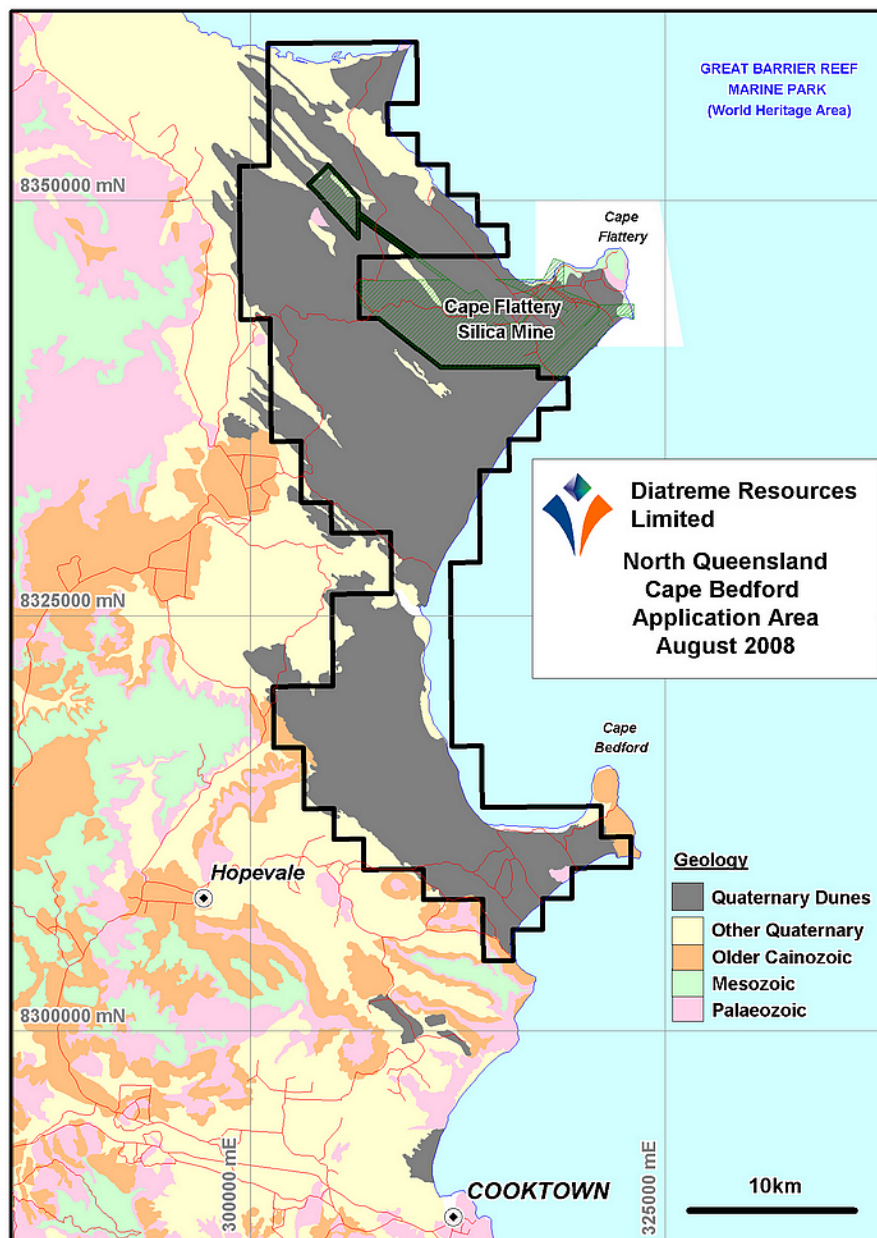 GREAT BARRIER REEF
MARINE PARK
(World Heritage Area)
8350000 mN
Cape
Flattery
Cape Flattery
Silica Mine
Diatreme Resources
Limited
North Queensland
Cape Bedford
Application Area
August 2008
8325000 mN
Cape
Bedford
Geology
Quaternary Dunes
Other Quaternary
Older Cainozoic
Mesozoic
Palaeozoic
Hopevale
8300000 mN
300000 mE
325000 mE
COOKTOWN
10km